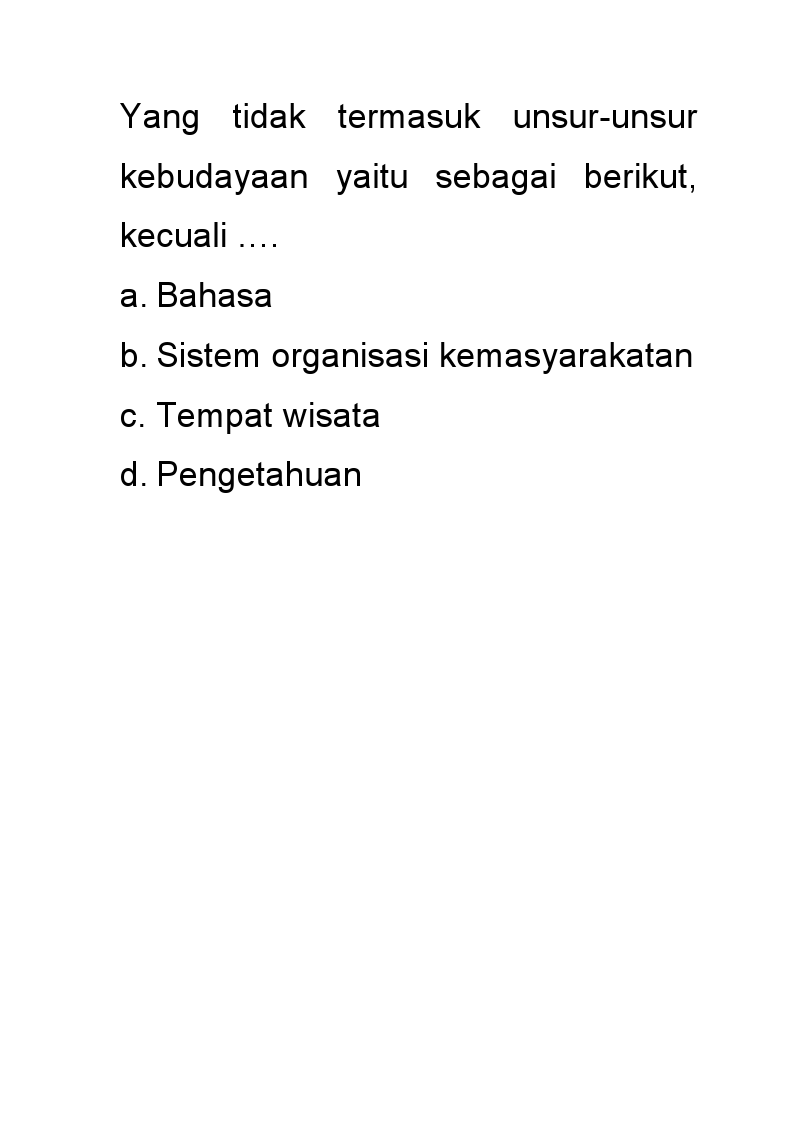 Yang tidak termasuk unsur-unsur
kebudayaan yaitu sebagai berikut,
kecuali ....
a. Bahasa
b. Sistem organisasi kemasyarakatan
c. Tempat wisata
d. Pengetahuan